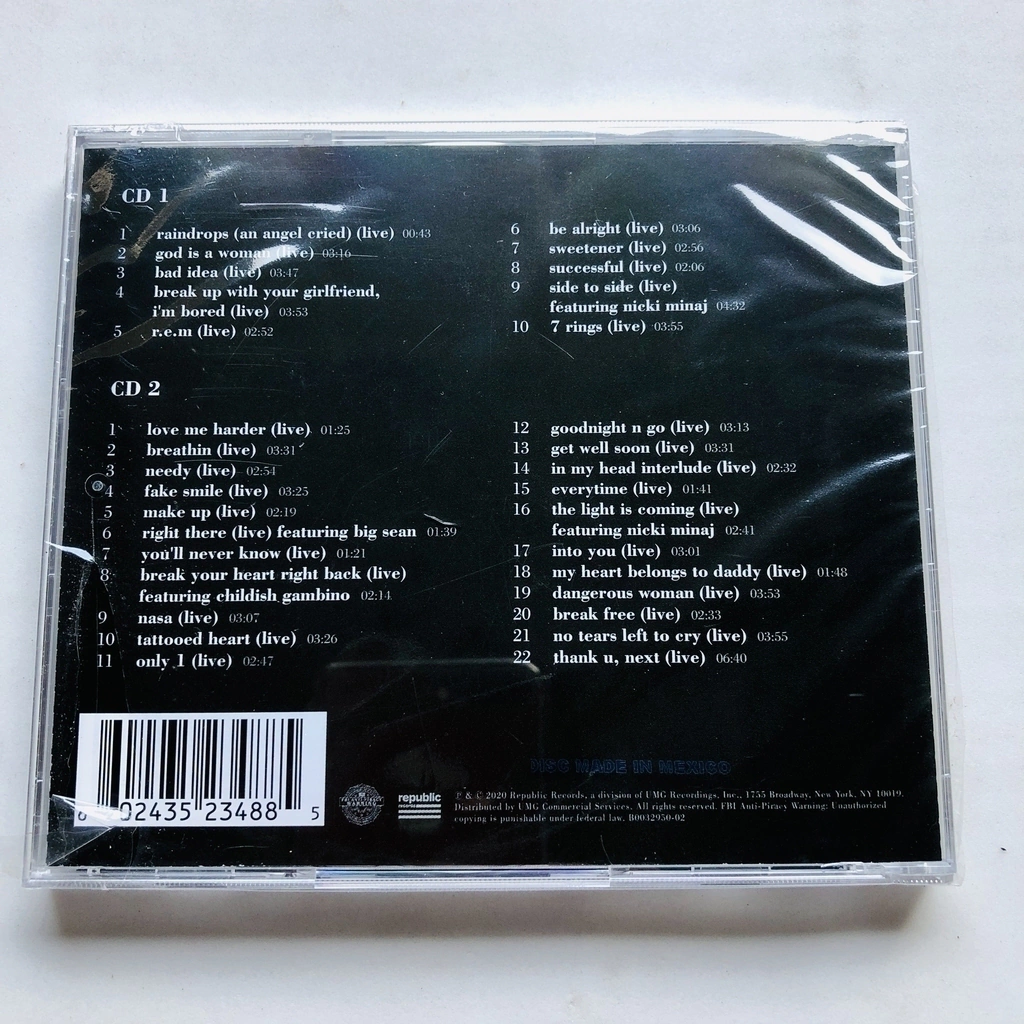 CD 1
1 raindrops (an angel cried) (live) 00:43
2 god is a woman (live) 03:16
3 bad idea (live) 03:47
4 break up with your girlfriend,
i'm bored (live) 03:53
5 r.e.m (live) 02:52
6 be alright (live) 03:06
7 sweetener (live) 02:56
8 successful (live) 02:06
9 side to side (live)
featuring nicki minaj 04:32
10 7 rings (live) 03:55
CD 2
1 love me harder (live) 01:25
2 breathin (live) 03:31
3 needy (live) 02:54
4 fake smile (live) 03:25
5 make up (live) 02:19
6 right there (live) featuring big sean 01:39
7 you'll never know (live) 01:21
8 break your heart right back (live)
featuring childish gambino 02:14
9 nasa (live) 03:07
10 tattooed heart (live) 03:26
11 only 1 (live) 02:47
12 goodnight n go (live) 03:13
13 get well soon (live) 03:31
14 in my head interlude (live) 02:32
15 everytime (live) 01:41
16 the light is coming (live)
featuring nicki minaj 02:41
17 into you (live) 03:01
18 my heart belongs to daddy (live) 01:48
19 dangerous woman (live) 03:53
20 break free (live) 02:33
21 no tears left to cry (live) 03:55
22 thank u, next (live) 06:40
DISC MADE IN MEXICO
6 02435 23488 5
republic
records
℗ & © 2020 Republic Records, a division of UMG Recordings, Inc., 1755 Broadway, New York, NY 10019.
Distributed by UMG Commercial Services. All rights reserved. FBI Anti-Piracy Warning: Unauthorized
copying is punishable under federal law. B0032950-02